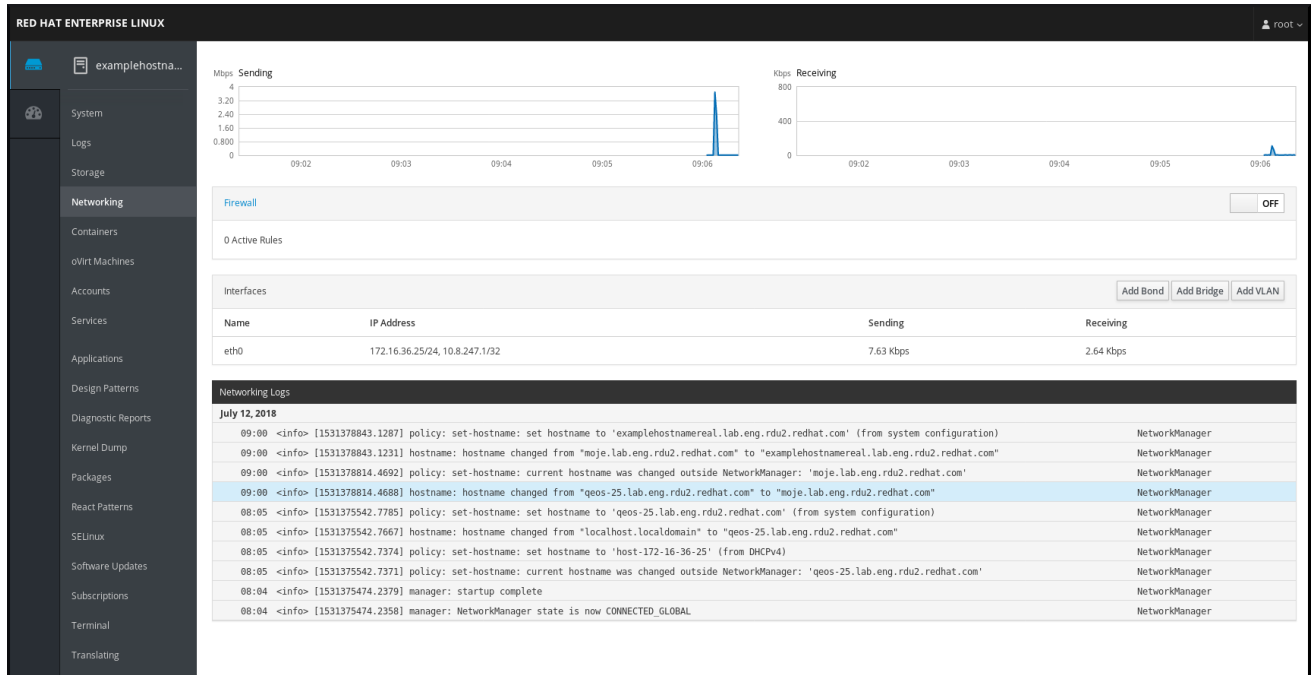 RED HAT ENTERPRISE LINUX
root
examplehostna...
System
Logs
Storage
Networking
Containers
oVirt Machines
Accounts
Services
Applications
Design Patterns
Diagnostic Reports
Kernel Dump
Packages
React Patterns
SELinux
Software Updates
Subscriptions
Terminal
Translating
Mbps Sending
4
3.20
2.40
1.60
0.800
0
09:02 09:03 09:04 09:05 09:06
Kbps Receiving
800
400
0
09:02 09:03 09:04 09:05 09:06
Firewall OFF
0 Active Rules
Interfaces Add Bond Add Bridge Add VLAN
Name IP Address Sending Receiving
eth0 172.16.36.25/24, 10.8.247.1/32 7.63 Kbps 2.64 Kbps
Networking Logs
July 12, 2018
09:00 <info> [1531378843.1287] policy: set-hostname: set hostname to 'examplehostnamereal.lab.eng.rdu2.redhat.com' (from system configuration) NetworkManager
09:00 <info> [1531378843.1231] hostname: hostname changed from "moje.lab.eng.rdu2.redhat.com" to "examplehostnamereal.lab.eng.rdu2.redhat.com" NetworkManager
09:00 <info> [1531378814.4692] policy: set-hostname: current hostname was changed outside NetworkManager: 'moje.lab.eng.rdu2.redhat.com' NetworkManager
09:00 <info> [1531378814.4688] hostname: hostname changed from "qeos-25.lab.eng.rdu2.redhat.com" to "moje.lab.eng.rdu2.redhat.com" NetworkManager
08:05 <info> [1531375542.7785] policy: set-hostname: set hostname to 'qeos-25.lab.eng.rdu2.redhat.com' (from system configuration) NetworkManager
08:05 <info> [1531375542.7667] hostname: hostname changed from "localhost.localdomain" to "qeos-25.lab.eng.rdu2.redhat.com" NetworkManager
08:05 <info> [1531375542.7374] policy: set-hostname: set hostname to 'host-172-16-36-25' (from DHCPv4) NetworkManager
08:05 <info> [1531375542.7371] policy: set-hostname: current hostname was changed outside NetworkManager: 'qeos-25.lab.eng.rdu2.redhat.com' NetworkManager
08:04 <info> [1531375474.2379] manager: startup complete NetworkManager
08:04 <info> [1531375474.2358] manager: NetworkManager state is now CONNECTED_GLOBAL NetworkManager